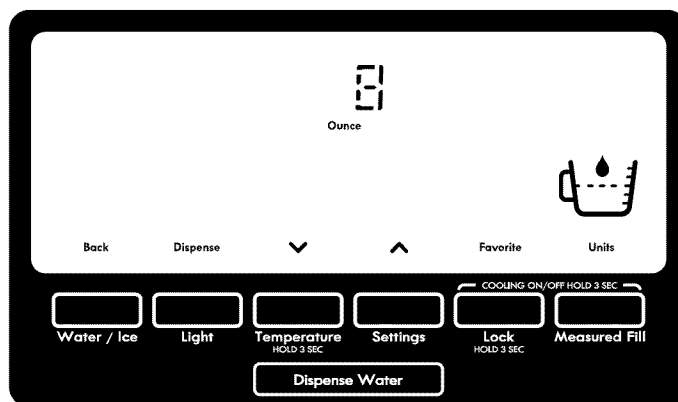 8
Ounce
Back Dispense Favorite Units
COOLING ON/OFF HOLD 3 SEC
Water / Ice Light Temperature Settings Lock Measured Fill
HOLD 3 SEC HOLD 3 SEC
Dispense Water